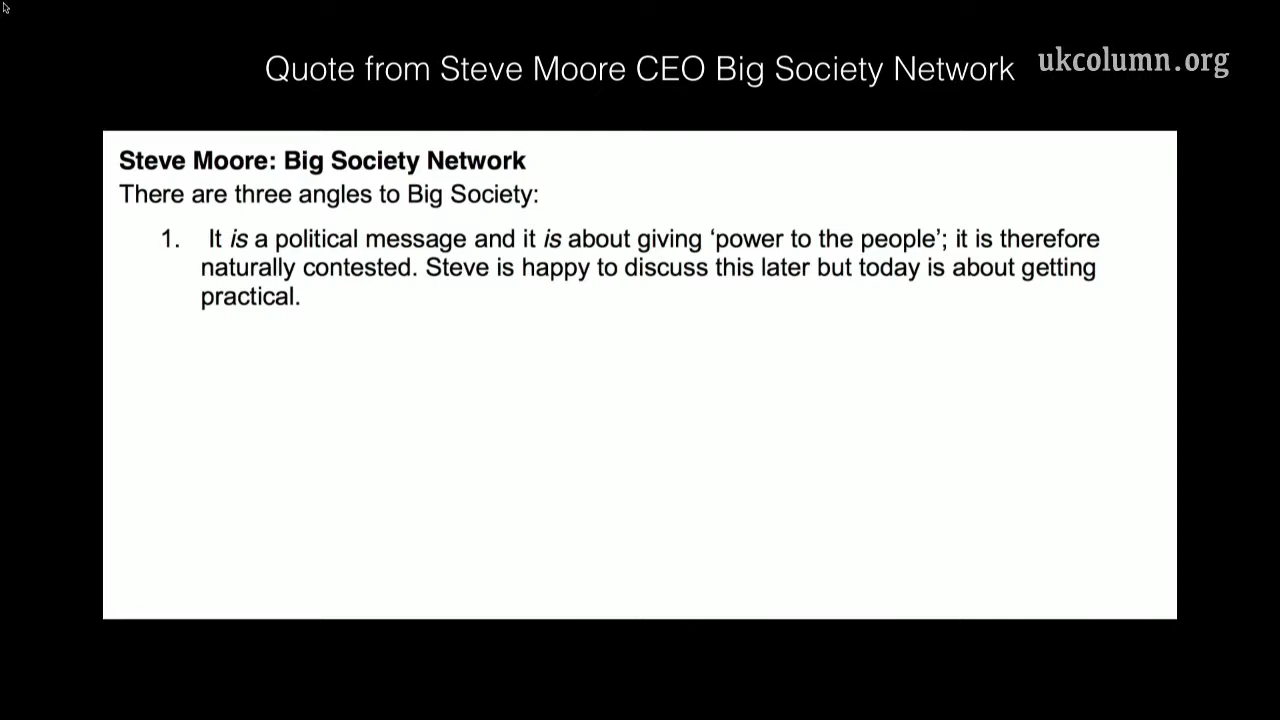 Quote from Steve Moore CEO Big Society Network
ukcolumn.org
Steve Moore: Big Society Network
There are three angles to Big Society:
1. It is a political message and it is about giving ‘power to the people’; it is therefore
naturally contested. Steve is happy to discuss this later but today is about getting
practical.